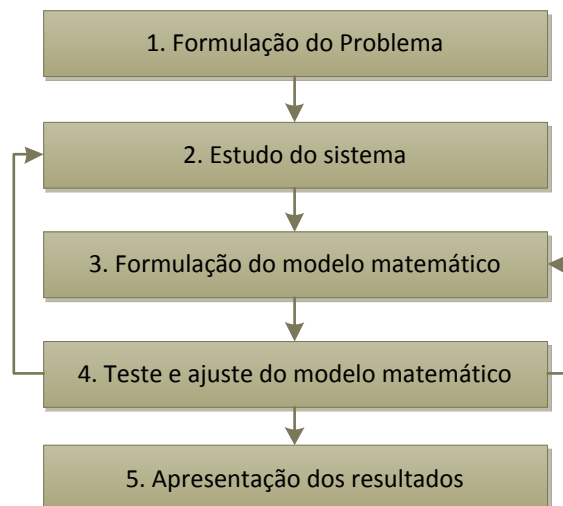 1. Formulação do Problema
2. Estudo do sistema
3. Formulação do modelo matemático
4. Teste e ajuste do modelo matemático
5. Apresentação dos resultados